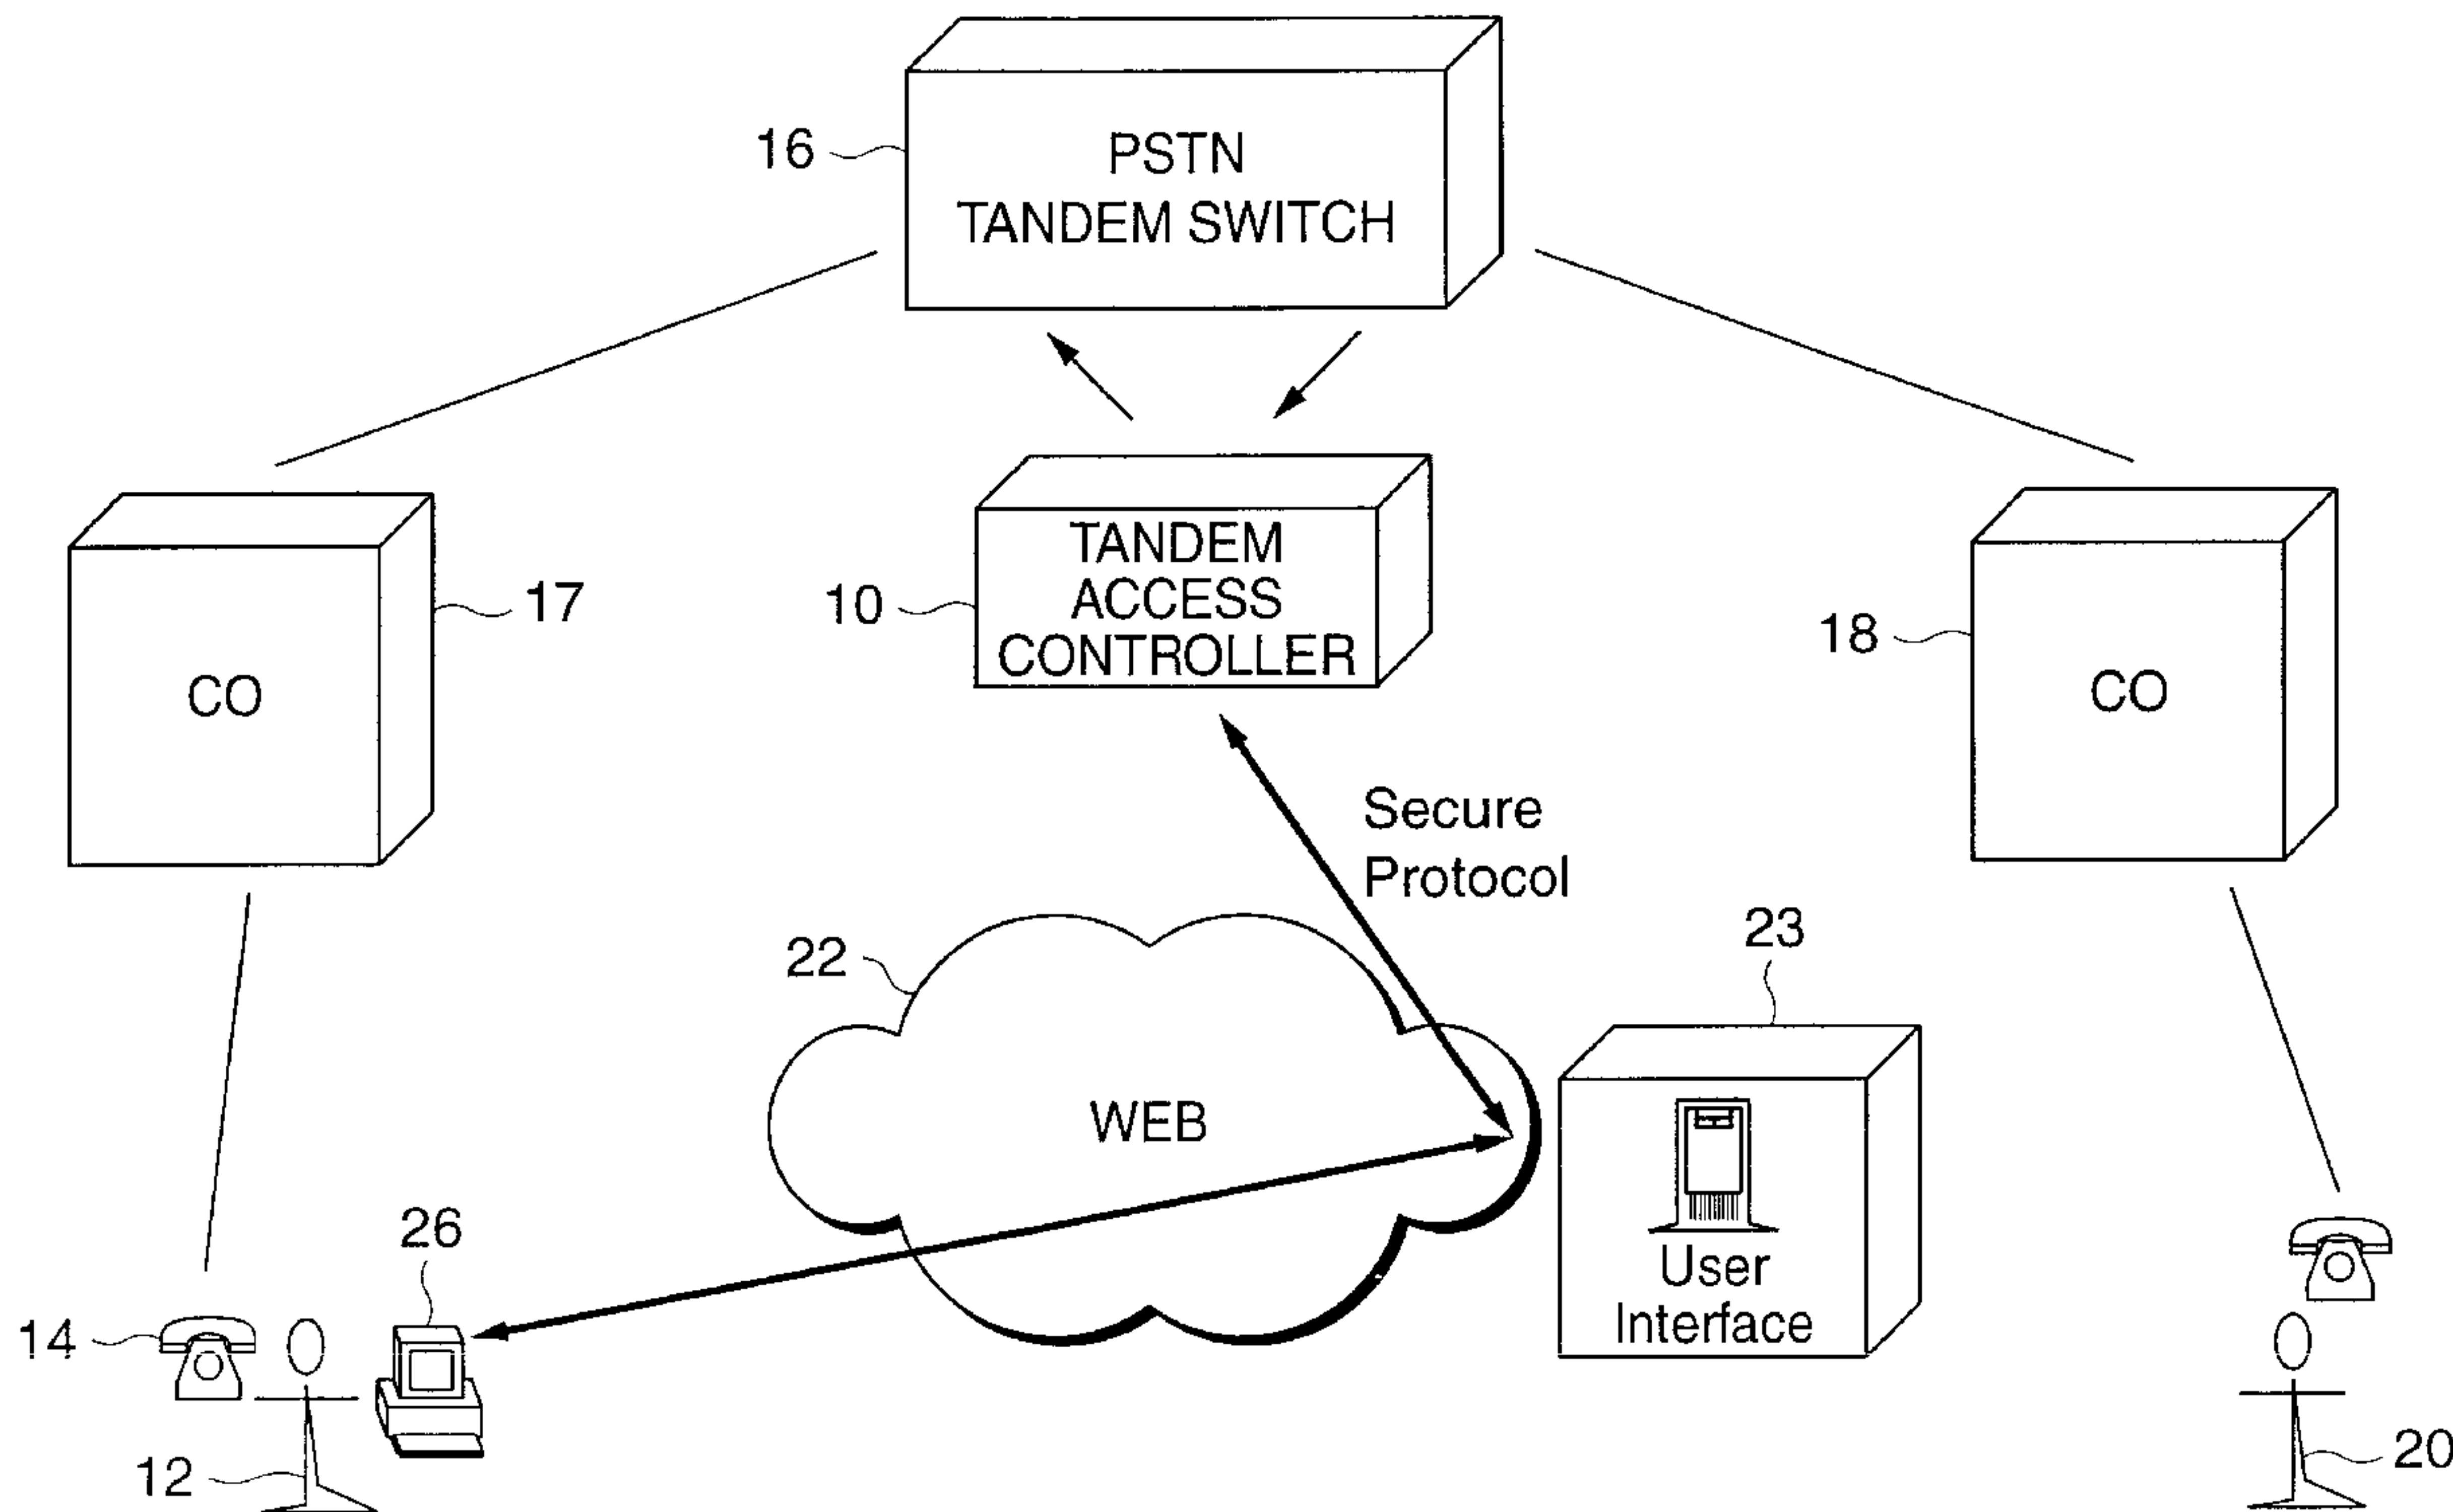 16
PSTN
TANDEM SWITCH
17
10
TANDEM
ACCESS
CONTROLLER
18
CO
CO
Secure
Protocol
22
23
WEB
26
User
Interface
14
12
20